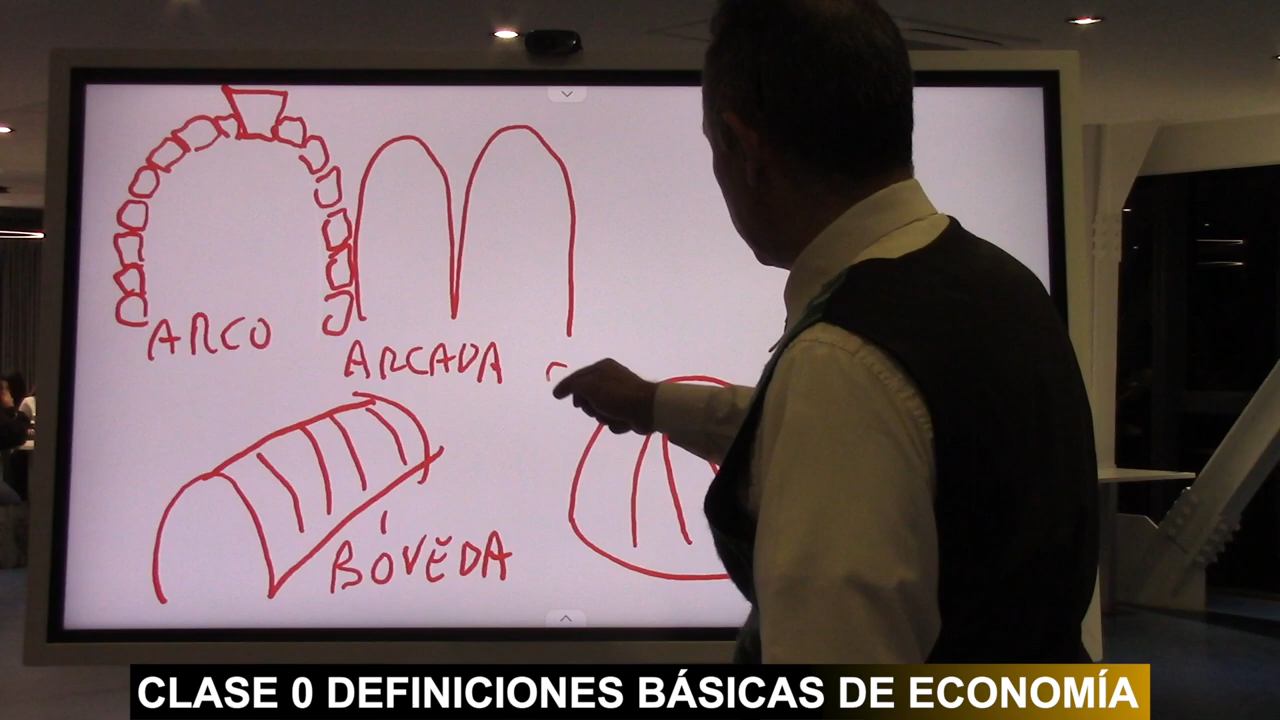 ARCO
ARCADA
BÓVEDA
CLASE 0 DEFINICIONES BÁSICAS DE ECONOMÍA